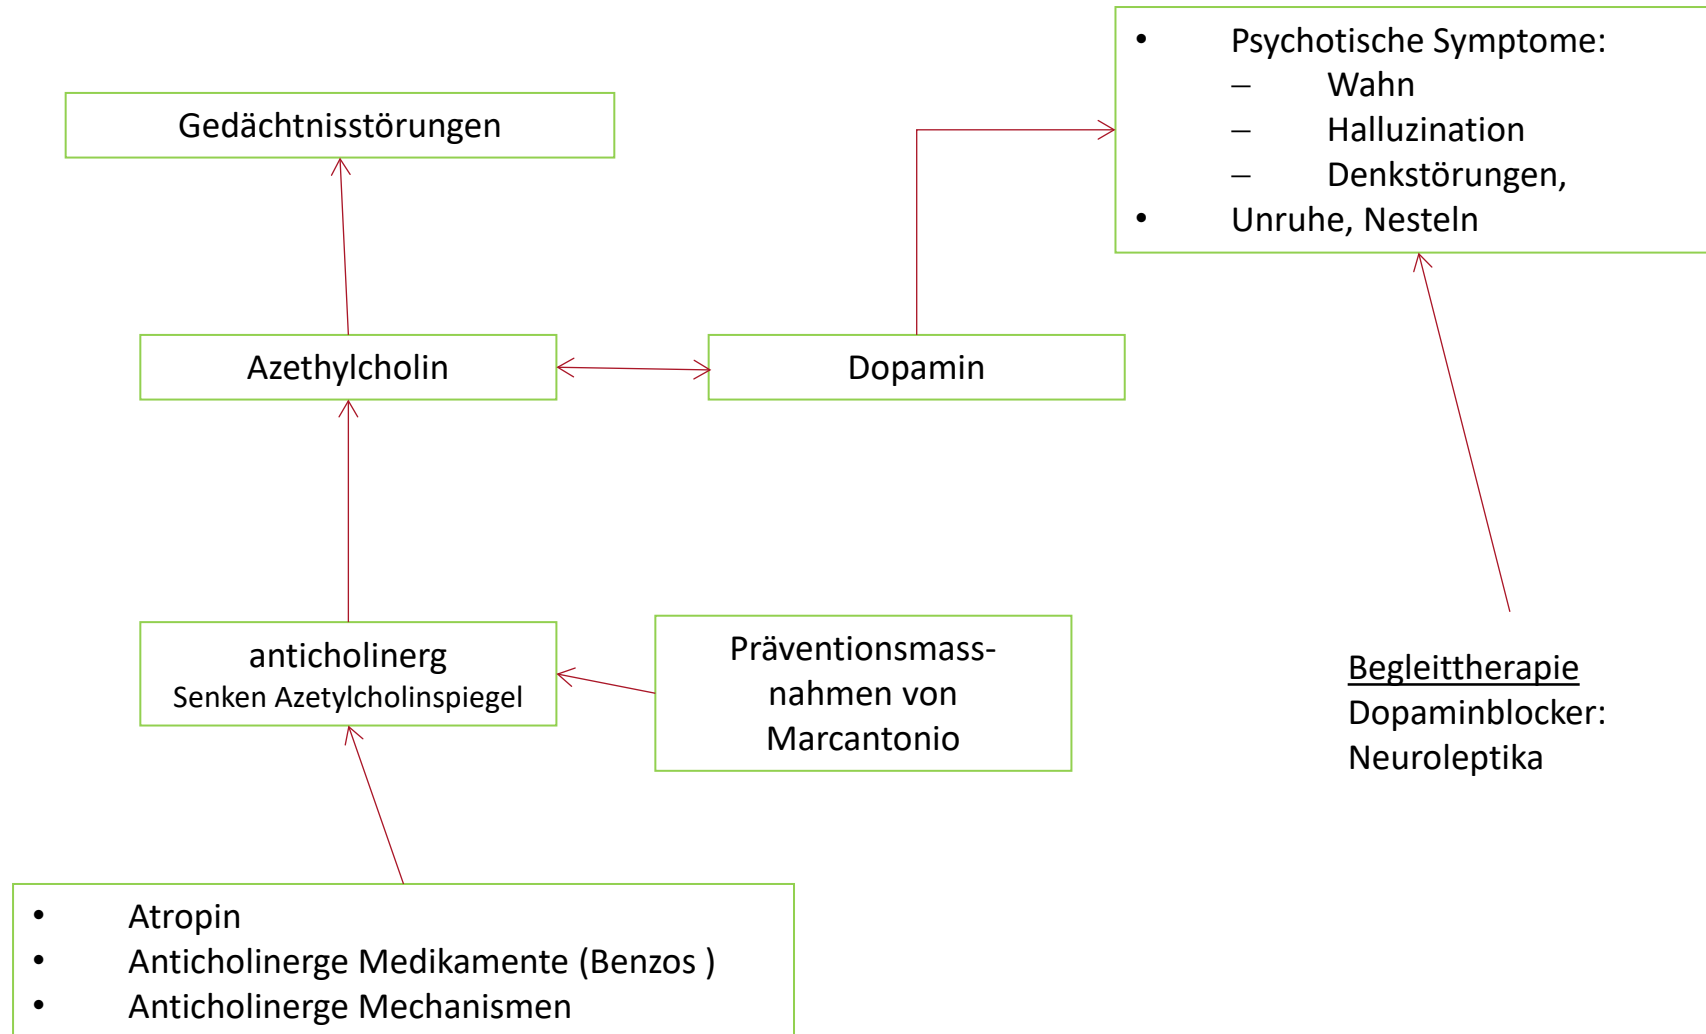 • Psychotische Symptome:
– Wahn
– Halluzination
– Denkstörungen,
• Unruhe, Nesteln
Gedächtnisstörungen
Azethylcholin
Dopamin
anticholinerg
Senken Azetylcholinspiegel
Präventionsmass-
nahmen von
Marcantonio
Begleittherapie
Dopaminblocker:
Neuroleptika
• Atropin
• Anticholinerge Medikamente (Benzos )
• Anticholinerge Mechanismen